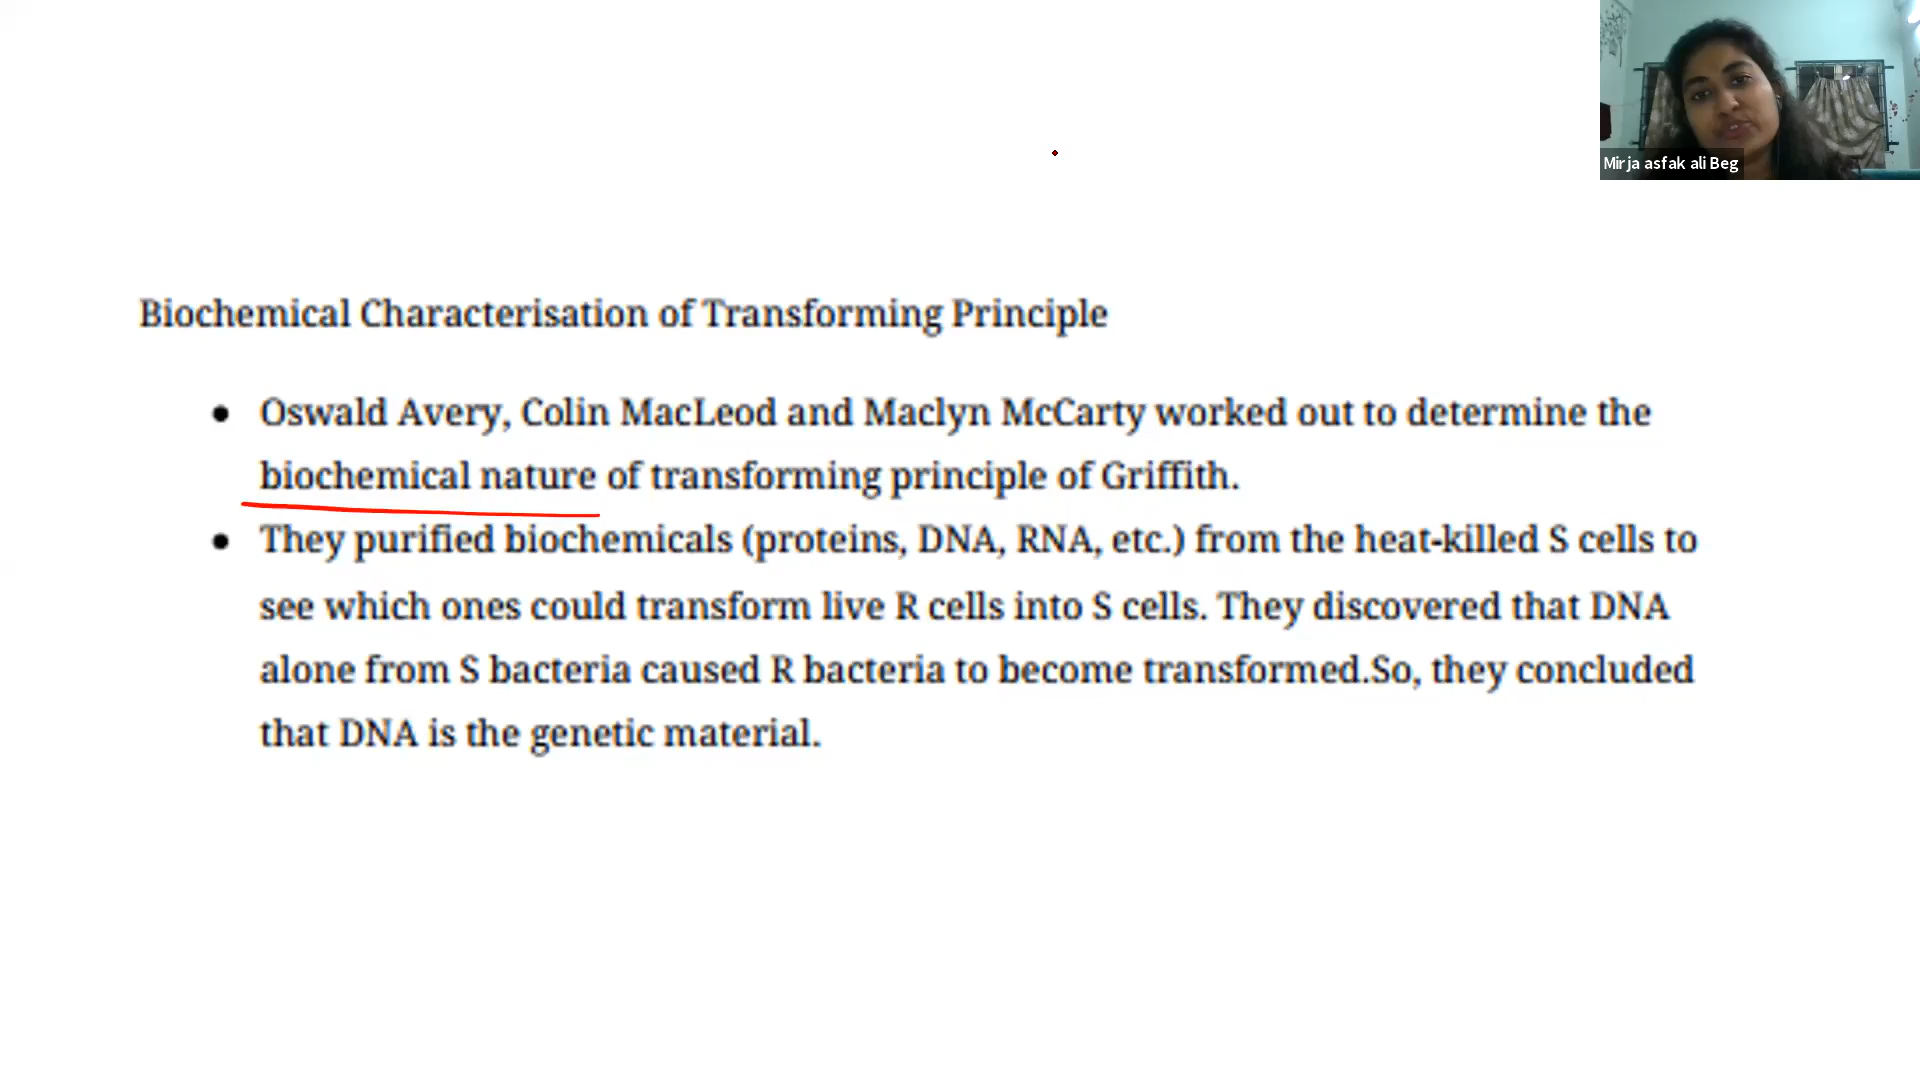 Mirja asfak ali Beg
Biochemical Characterisation of Transforming Principle
● Oswald Avery, Colin MacLeod and Maclyn McCarty worked out to determine the
biochemical nature of transforming principle of Griffith.
● They purified biochemicals (proteins, DNA, RNA, etc.) from the heat-killed S cells to
see which ones could transform live R cells into S cells. They discovered that DNA
alone from S bacteria caused R bacteria to become transformed.So, they concluded
that DNA is the genetic material.